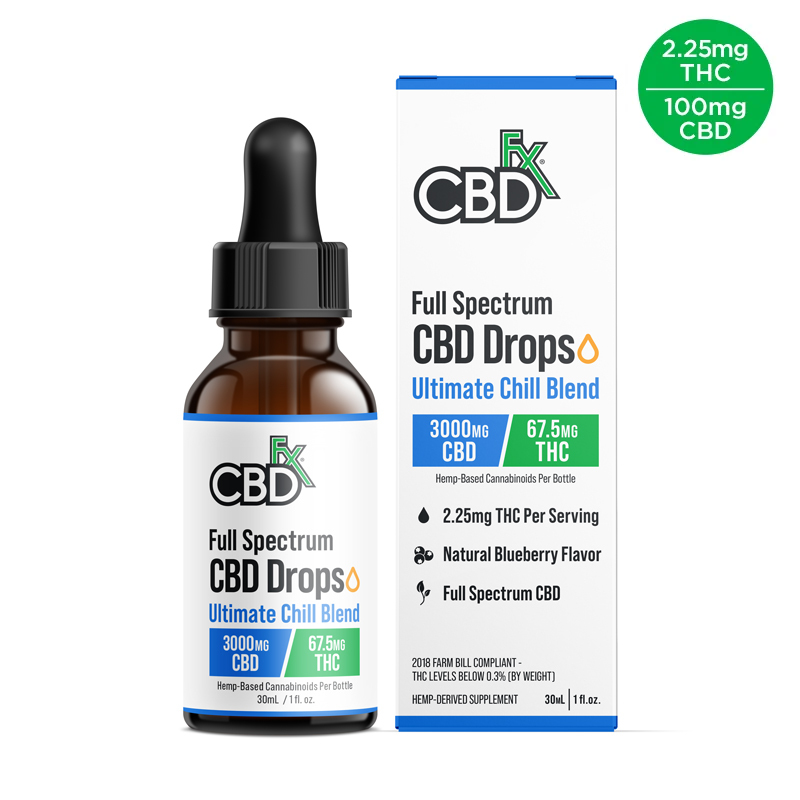 2.25mg
THC
100mg
CBD
CBDFx®
Full Spectrum
CBD Drops
Ultimate Chill Blend
3000MG
CBD
67.5MG
THC
Hemp-Based Cannabinoids Per Bottle
2.25mg THC Per Serving
Natural Blueberry Flavor
Full Spectrum CBD
2018 FARM BILL COMPLIANT -
THC LEVELS BELOW 0.3% (BY WEIGHT)
HEMP-DERIVED SUPPLEMENT 30ML | 1 fl. oz.
CBDFx®
Full Spectrum
CBD Drops
Ultimate Chill Blend
3000MG
CBD
67.5MG
THC
Hemp-Based Cannabinoids Per Bottle
30mL / 1 fl. oz.